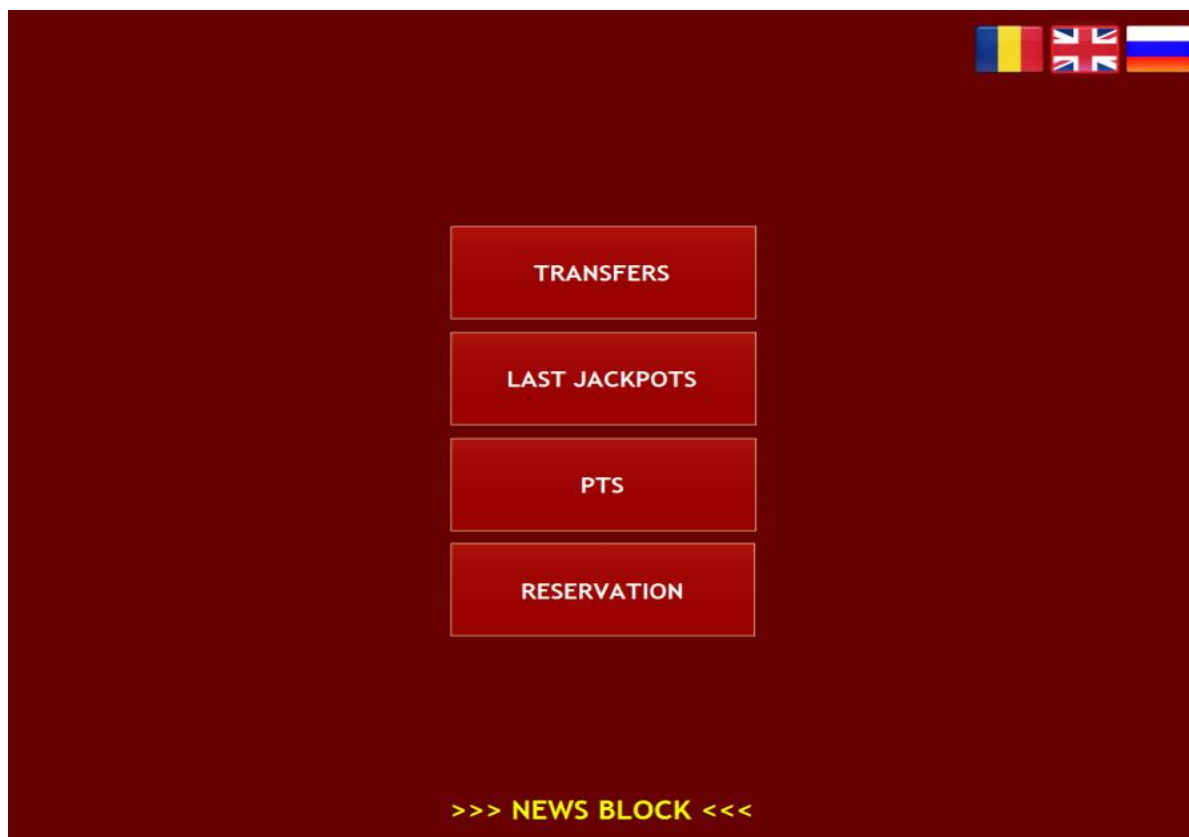 TRANSFERS
LAST JACKPOTS
PTS
RESERVATION
>>> NEWS BLOCK <<<